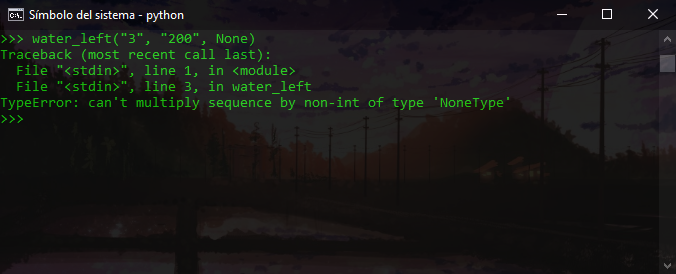 Símbolo del sistema - python
>>> water_left("3", "200", None)
Traceback (most recent call last):
  File "<stdin>", line 1, in <module>
  File "<stdin>", line 3, in water_left
TypeError: can't multiply sequence by non-int of type 'NoneType'
>>>